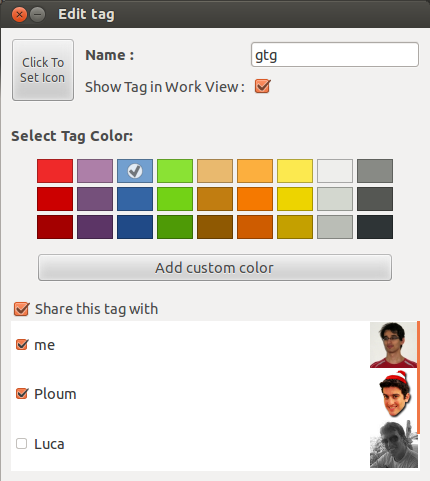 Edit tag
Click To
Set Icon
Name :
gtg
Show Tag in Work View :
Select Tag Color:
Add custom color
Share this tag with
me
Ploum
Luca